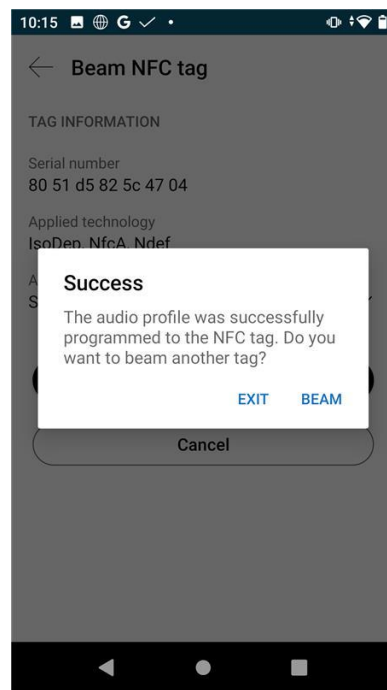 10:15
G
Beam NFC tag
TAG INFORMATION
Serial number
80 51 d5 82 5c 47 04
Applied technology
IsoDep, NfcA, Ndef
A
S
Success
The audio profile was successfully
programmed to the NFC tag. Do you
want to beam another tag?
EXIT BEAM
Cancel